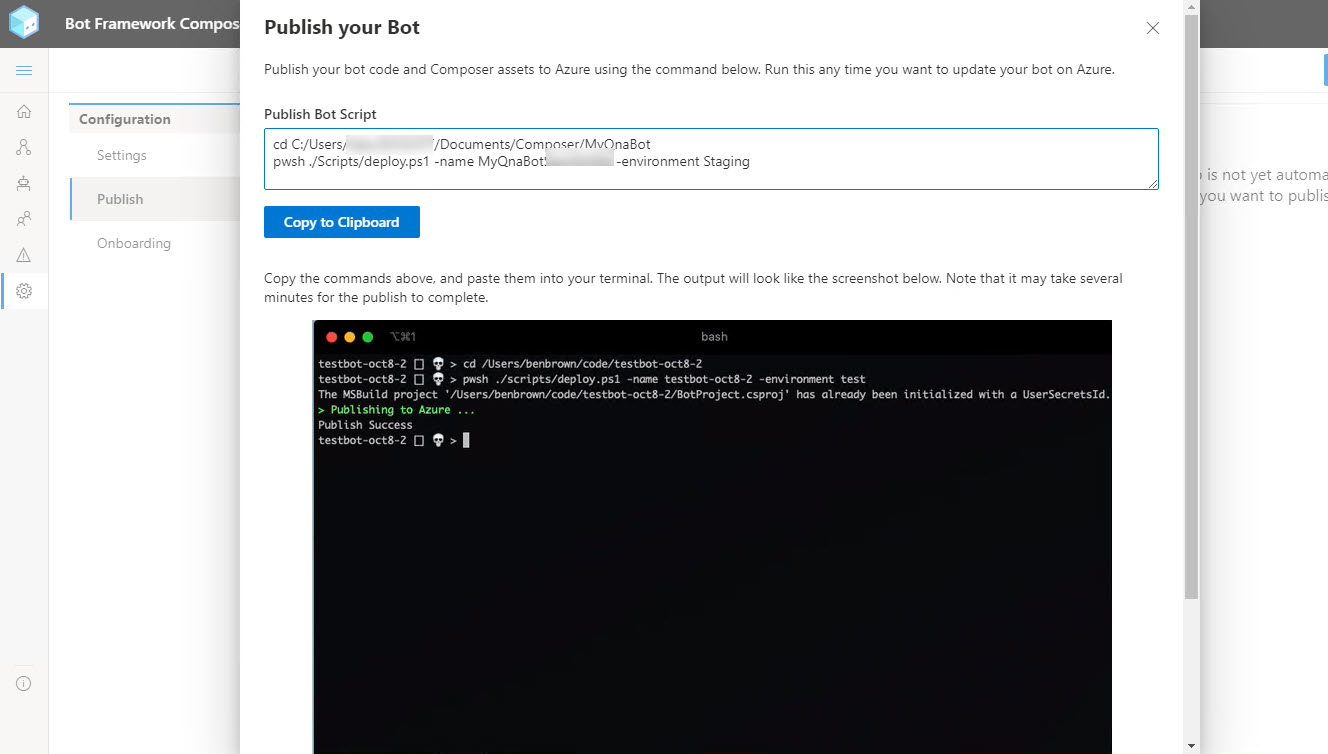 Bot Framework Compos
Configuration
Settings
Publish
Onboarding
Publish your Bot
Publish your bot code and Composer assets to Azure using the command below. Run this any time you want to update your bot on Azure.
Publish Bot Script
cd C:/Users/ /Documents/Composer/MyQnaBot
pwsh ./Scripts/deploy.ps1 -name MyQnaBot -environment Staging
Copy to Clipboard
Copy the commands above, and paste them into your terminal. The output will look like the screenshot below. Note that it may take several
minutes for the publish to complete.
⌥⌘1 bash
testbot-oct8-2 > cd /Users/benbrown/code/testbot-oct8-2
testbot-oct8-2 > pwsh ./scripts/deploy.ps1 -name testbot-oct8-2 -environment test
The MSBuild project '/Users/benbrown/code/testbot-oct8-2/BotProject.csproj' has already been initialized with a UserSecretsId.
> Publishing to Azure ...
Publish Success
testbot-oct8-2 >
is not yet automa
you want to publis